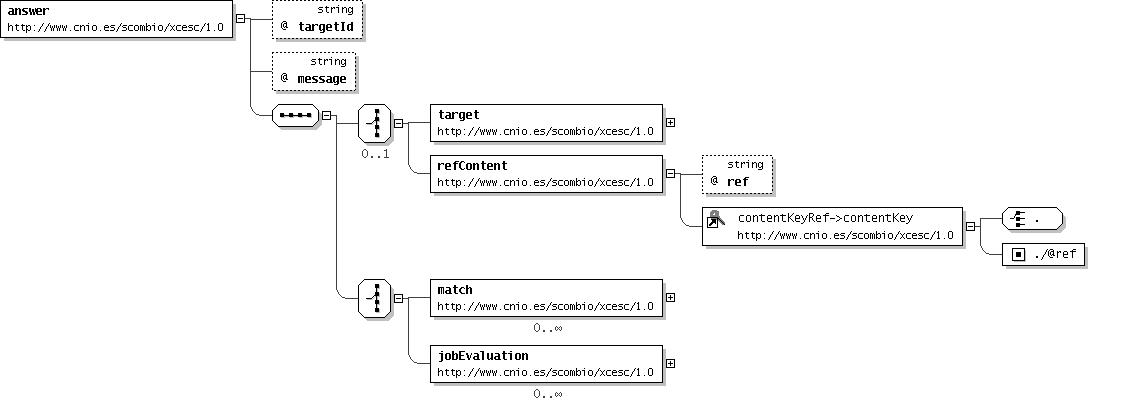 answer
http://www.cnio.es/scombio/xcesc/1.0
string
@ targetId
string
@ message
0..1
target
http://www.cnio.es/scombio/xcesc/1.0
refContent
http://www.cnio.es/scombio/xcesc/1.0
string
@ ref
contentKeyRef->contentKey
http://www.cnio.es/scombio/xcesc/1.0
.
./@ref
match
http://www.cnio.es/scombio/xcesc/1.0
0..∞
jobEvaluation
http://www.cnio.es/scombio/xcesc/1.0
0..∞